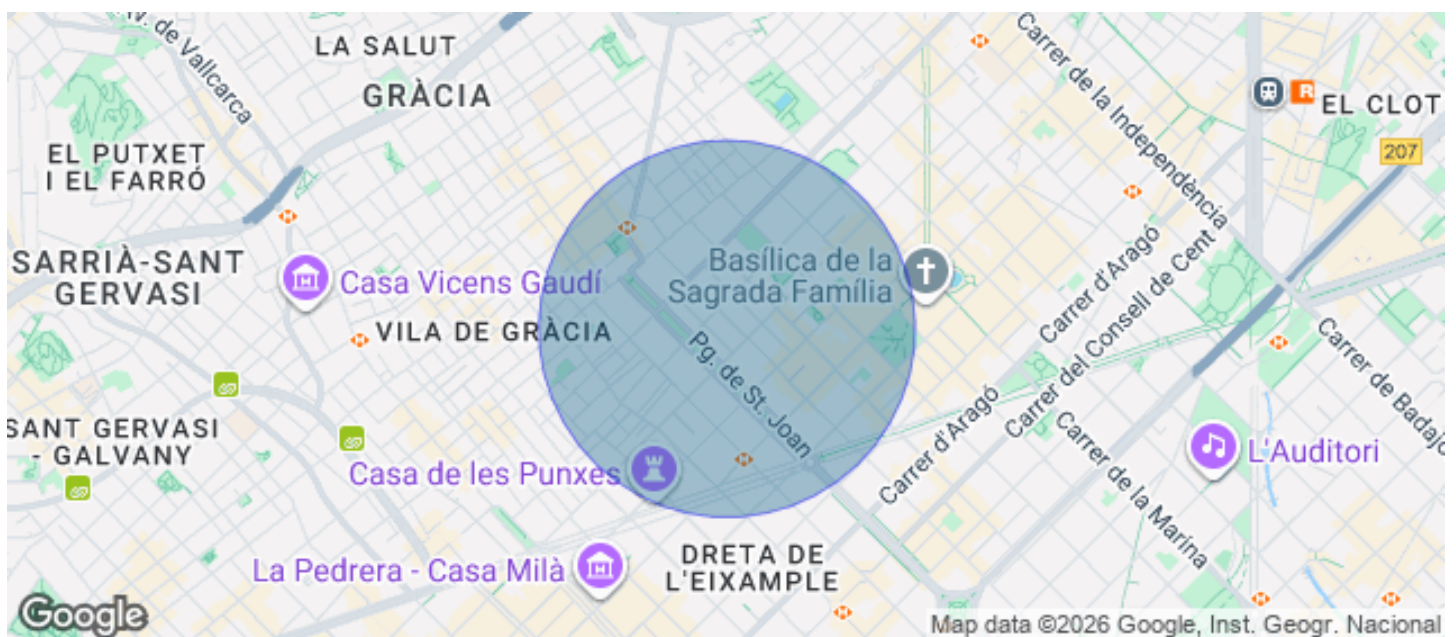 Av. de Vallcarca
LA SALUT
GRÀCIA
EL PUTXET
I EL FARRÓ
SARRIÀ-SANT
GERVASI
Casa Vicens Gaudí
VILA DE GRÀCIA
SANT GERVASI
- GALVANY
Basílica de la
Sagrada Família
Pg. de St. Joan
Casa de les Punxes
La Pedrera - Casa Milà
DRETA DE
L'EIXAMPLE
Carrer de la Independència
R
EL CLOT
207
Carrer d'Aragó
Carrer del Consell de Cent
Carrer d'Aragó
Carrer de la Marina
Carrer de Badajo
L'Auditori
Google
Map data ©2026 Google, Inst. Geogr. Nacional